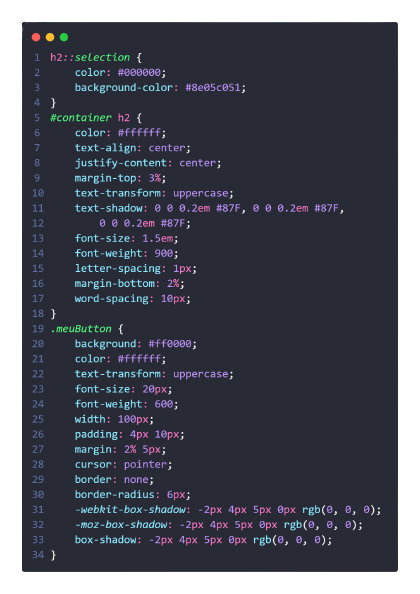 1 h2::selection {
2     color: #000000;
3     background-color: #8e05c051;
4 }
5 #container h2 {
6     color: #ffffff;
7     text-align: center;
8     justify-content: center;
9     margin-top: 3%;
10     text-transform: uppercase;
11     text-shadow: 0 0 0.2em #87F, 0 0 0.2em #87F,
12         0 0 0.2em #87F;
13     font-size: 1.5em;
14     font-weight: 900;
15     letter-spacing: 1px;
16     margin-bottom: 2%;
17     word-spacing: 10px;
18 }
19 .meuButton {
20     background: #ff0000;
21     color: #ffffff;
22     text-transform: uppercase;
23     font-size: 20px;
24     font-weight: 600;
25     width: 100px;
26     padding: 4px 10px;
27     margin: 2% 5px;
28     cursor: pointer;
29     border: none;
30     border-radius: 6px;
31     -webkit-box-shadow: -2px 4px 5px 0px rgb(0, 0, 0);
32     -moz-box-shadow: -2px 4px 5px 0px rgb(0, 0, 0);
33     box-shadow: -2px 4px 5px 0px rgb(0, 0, 0);
34 }